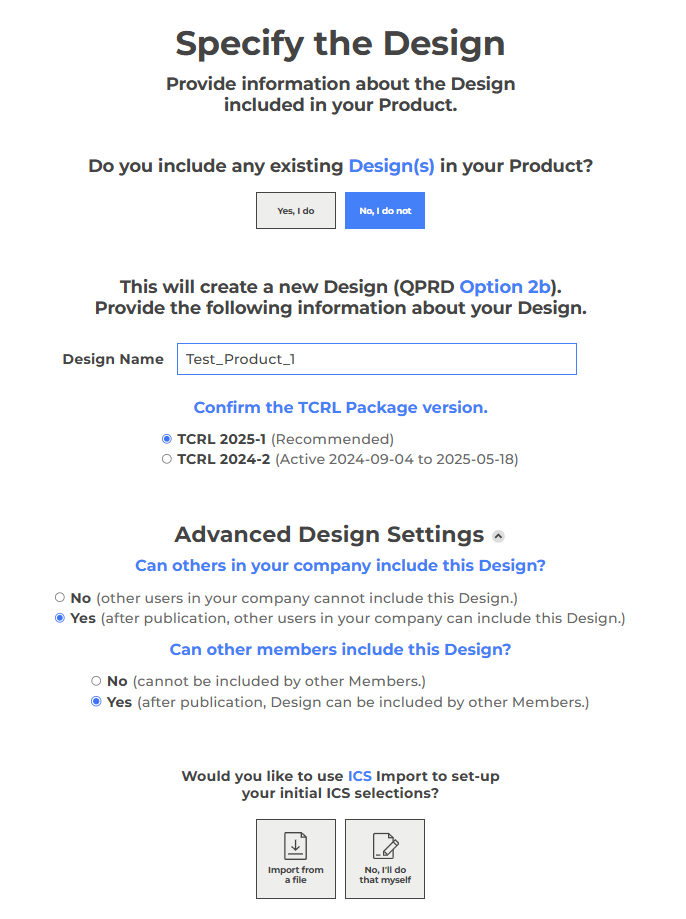 Specify the Design
Provide information about the Design
included in your Product.
Do you include any existing Design(s) in your Product?
Yes, I do
No, I do not
This will create a new Design (QPRD Option 2b).
Provide the following information about your Design.
Design Name
Test_Product_1
Confirm the TCRL Package version.
TCRL 2025-1 (Recommended)
TCRL 2024-2 (Active 2024-09-04 to 2025-05-18)
Advanced Design Settings
Can others in your company include this Design?
No (other users in your company cannot include this Design.)
Yes (after publication, other users in your company can include this Design.)
Can other members include this Design?
No (cannot be included by other Members.)
Yes (after publication, Design can be included by other Members.)
Would you like to use ICS Import to set-up
your initial ICS selections?
Import from
a file
No, I'll do
that myself